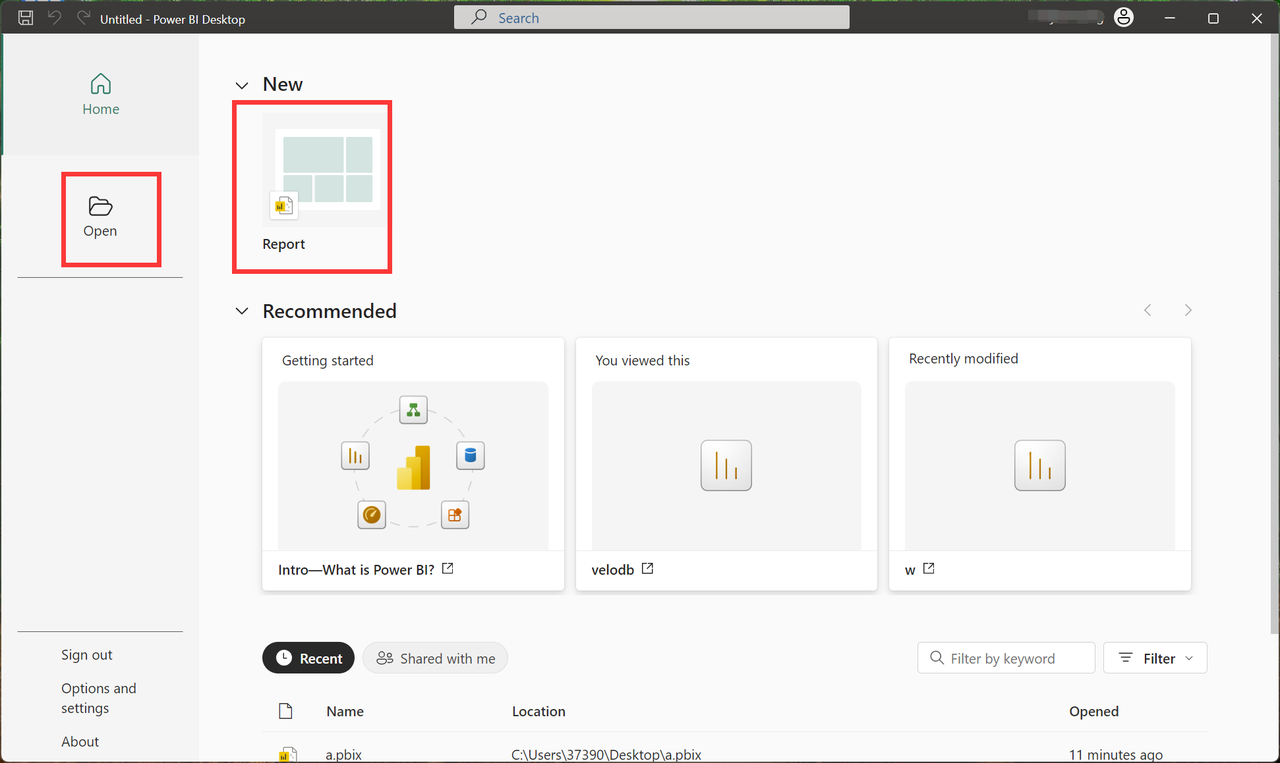 Untitled - Power BI Desktop
Search
Home
Open
New
Report
Recommended
Getting started
You viewed this
Recently modified
Intro—What is Power BI?
velodb
w
Recent
Shared with me
Filter by keyword
Filter
Name
Location
Opened
a.pbix
C:\Users\37390\Desktop\a.pbix
11 minutes ago
Sign out
Options and
settings
About